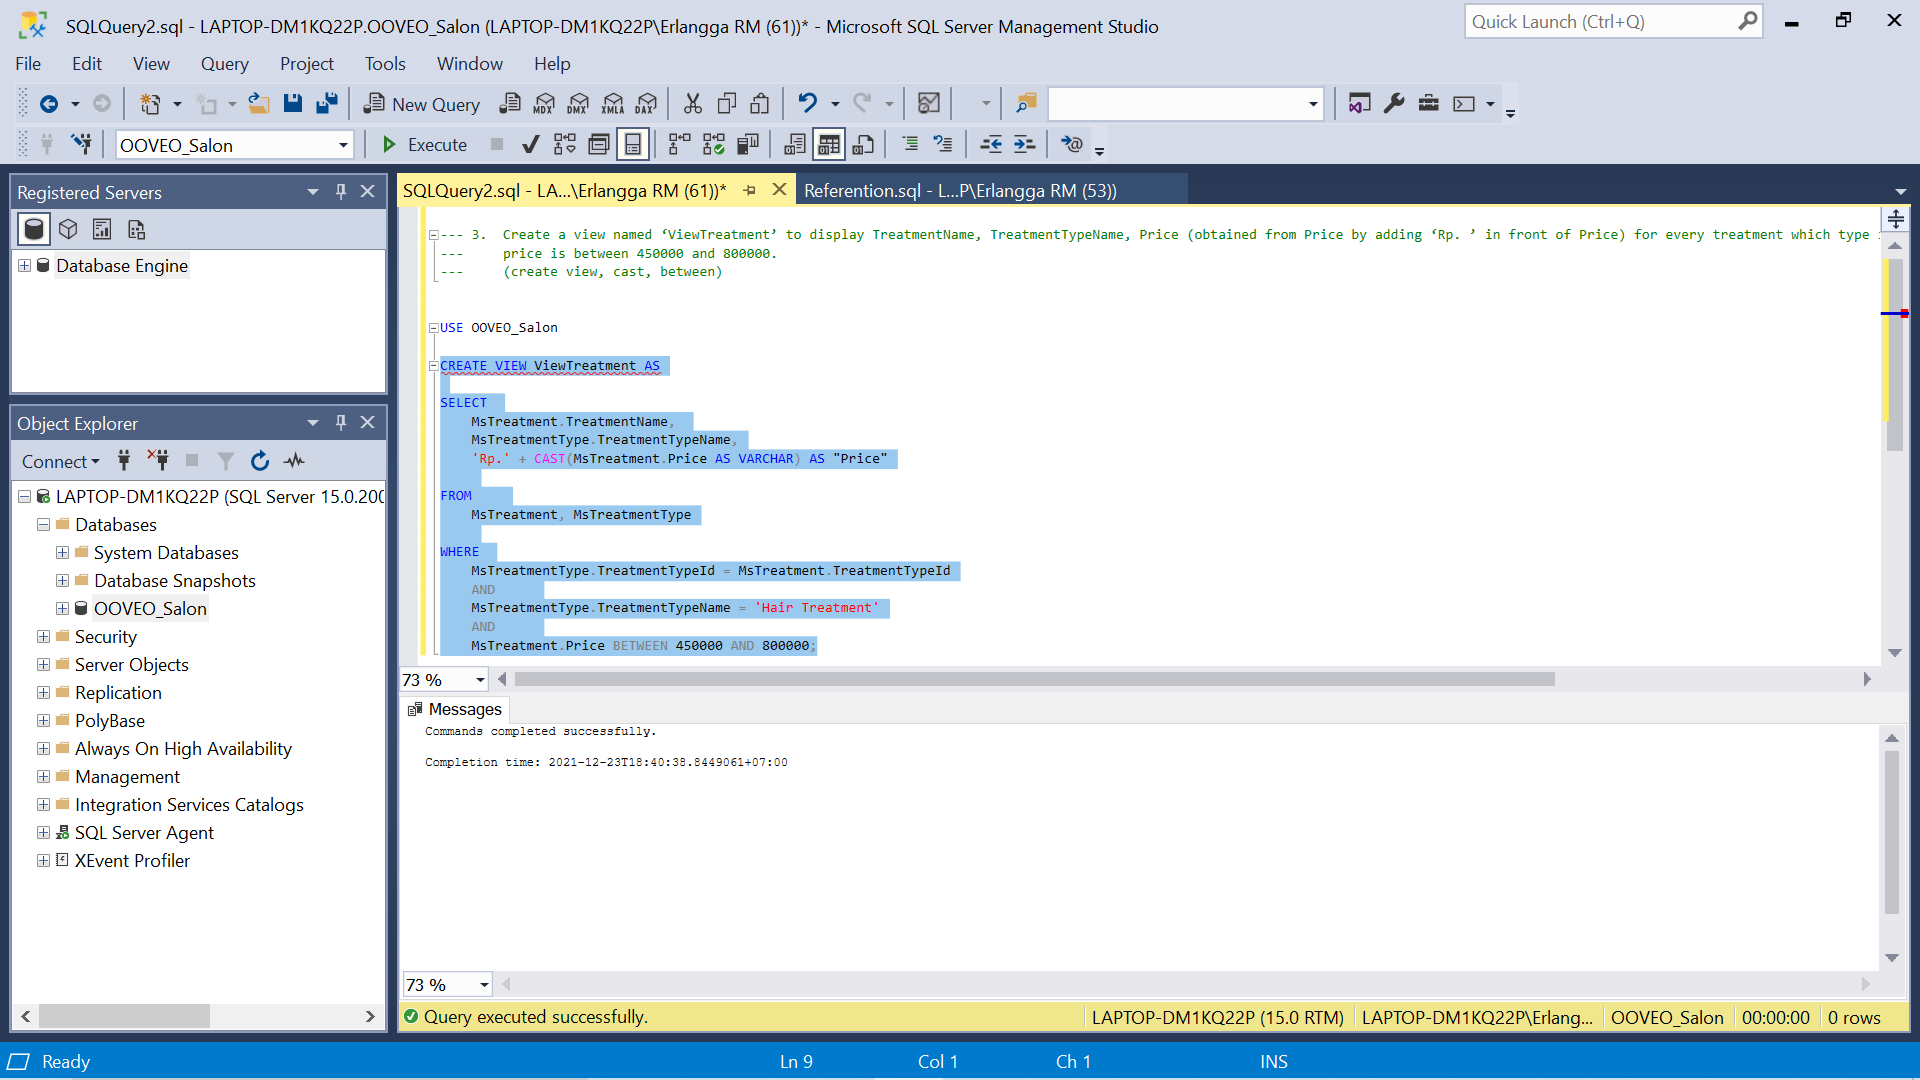 SQLQuery2.sql - LAPTOP-DM1KQ22P.OOVEO_Salon (LAPTOP-DM1KQ22P\Erlangga RM (61))* - Microsoft SQL Server Management Studio
Quick Launch (Ctrl+Q)
File Edit View Query Project Tools Window Help
New Query MDX DMX XMLA DAX
OOVEO_Salon Execute
Registered Servers
Database Engine
Object Explorer
Connect
LAPTOP-DM1KQ22P (SQL Server 15.0.200
Databases
System Databases
Database Snapshots
OOVEO_Salon
Security
Server Objects
Replication
PolyBase
Always On High Availability
Management
Integration Services Catalogs
SQL Server Agent
XEvent Profiler
SQLQuery2.sql - LA...\Erlangga RM (61))* Referention.sql - L...P\Erlangga RM (53))
--- 3. Create a view named ‘ViewTreatment’ to display TreatmentName, TreatmentTypeName, Price (obtained from Price by adding ‘Rp. ’ in front of Price) for every treatment which type
--- price is between 450000 and 800000.
--- (create view, cast, between)
USE OOVEO_Salon
CREATE VIEW ViewTreatment AS
SELECT
MsTreatment.TreatmentName,
MsTreatmentType.TreatmentTypeName,
'Rp.' + CAST(MsTreatment.Price AS VARCHAR) AS "Price"
FROM
MsTreatment, MsTreatmentType
WHERE
MsTreatmentType.TreatmentTypeId = MsTreatment.TreatmentTypeId
AND
MsTreatmentType.TreatmentTypeName = 'Hair Treatment'
AND
MsTreatment.Price BETWEEN 450000 AND 800000;
73 %
Messages
Commands completed successfully.
Completion time: 2021-12-23T18:40:38.8449061+07:00
73 %
Query executed successfully. LAPTOP-DM1KQ22P (15.0 RTM) LAPTOP-DM1KQ22P\Erlang... OOVEO_Salon 00:00:00 0 rows
Ready Ln 9 Col 1 Ch 1 INS